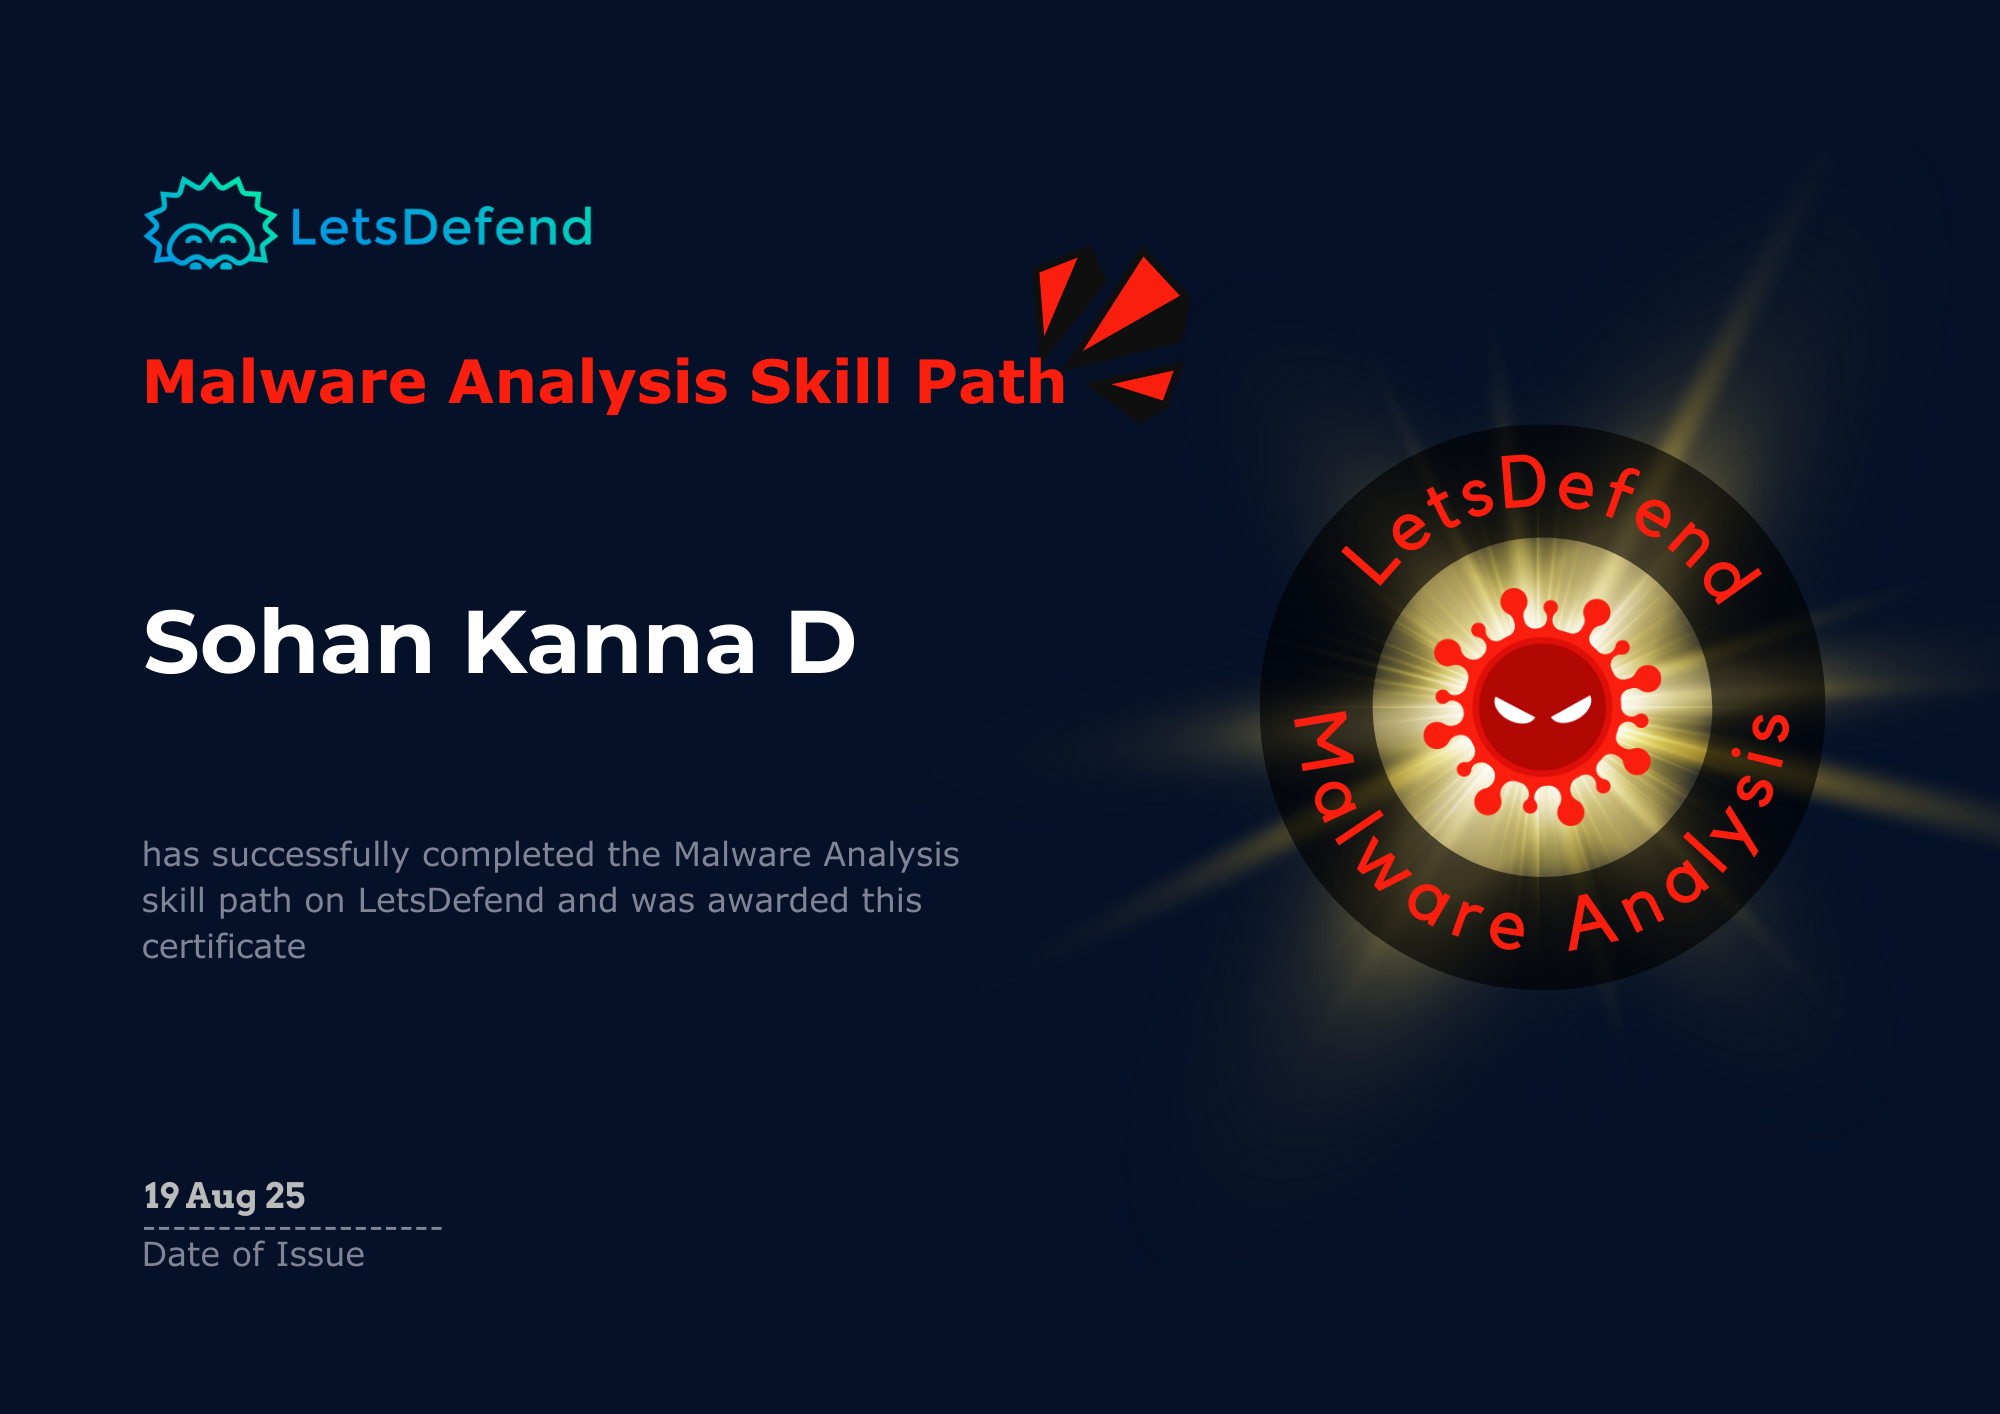 LetsDefend
Malware Analysis Skill Path
Sohan Kanna D
has successfully completed the Malware Analysis
skill path on LetsDefend and was awarded this
certificate
19 Aug 25
--------------------
Date of Issue
LetsDefend
Malware Analysis